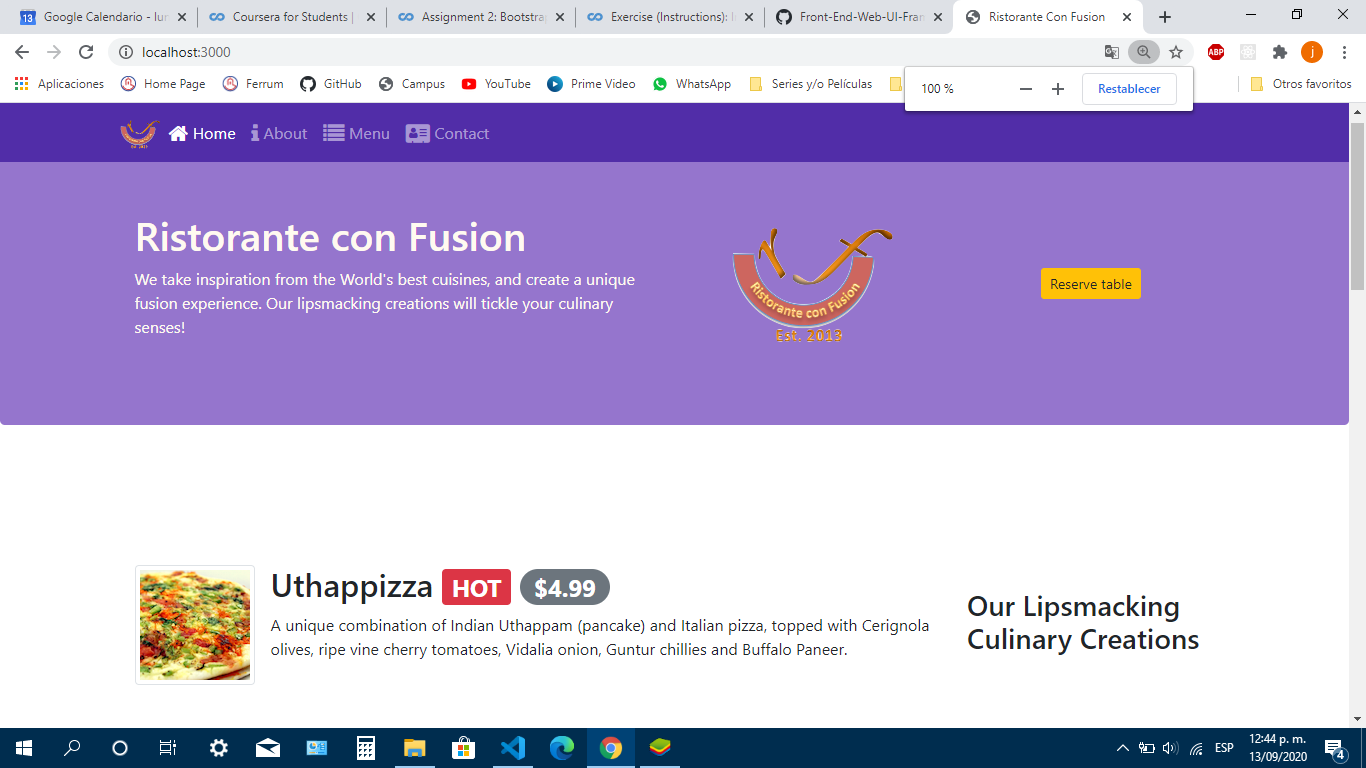 13 Google Calendario - lun
Coursera for Students |
Assignment 2: Bootstrap
Exercise (Instructions): I
Front-End-Web-UI-Fran
Ristorante Con Fusion
localhost:3000
ABP
j
Aplicaciones
Home Page
Ferrum
GitHub
Campus
YouTube
Prime Video
WhatsApp
Series y/o Películas
Otros favoritos
100 %
Restablecer
Home
About
Menu
Contact
Ristorante con Fusion
We take inspiration from the World's best cuisines, and create a unique
fusion experience. Our lipsmacking creations will tickle your culinary
senses!
Ristorante con Fusion
Est. 2019
Reserve table
Uthappizza HOT $4.99
A unique combination of Indian Uthappam (pancake) and Italian pizza, topped with Cerignola
olives, ripe vine cherry tomatoes, Vidalia onion, Guntur chillies and Buffalo Paneer.
Our Lipsmacking
Culinary Creations
ESP
12:44 p. m.
13/09/2020
4